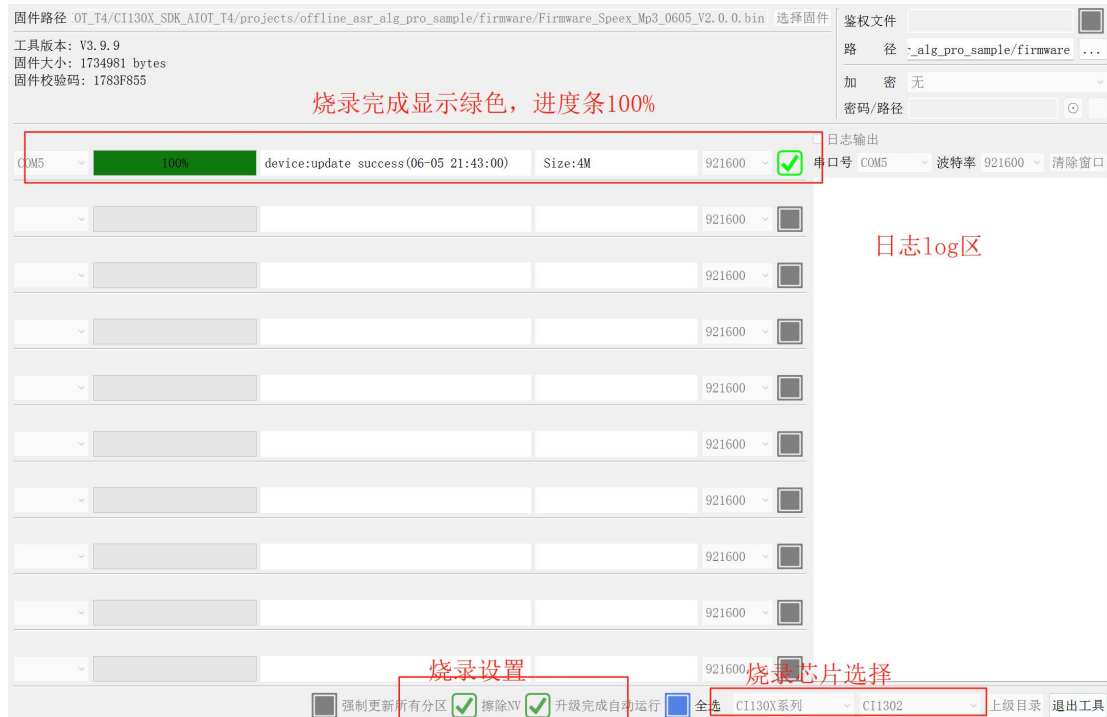 固件路径 OT_T4/CI130X_SDK_AIOT_T4/projects/offline_asr_alg_pro_sample/firmware/Firmware_Speex_Mp3_0605_V2.0.0.bin 选择固件 鉴权文件
工具版本: V3.9.9
固件大小: 1734981 bytes
固件校验码: 1783F855
路 径 _alg_pro_sample/firmware ...
加 密 无
密码/路径
烧录完成显示绿色，进度条100%
日志输出
COM5 100% device:update success(06-05 21:43:00) Size:4M 921600 串口号 COM5 波特率 921600 清除窗口
921600
日志log区
921600
921600
921600
921600
921600
921600
921600
921600
烧录设置
烧录芯片选择
强制更新所有分区 擦除NV 升级完成自动运行 全选 CI130X系列 CI1302 上级目录 退出工具